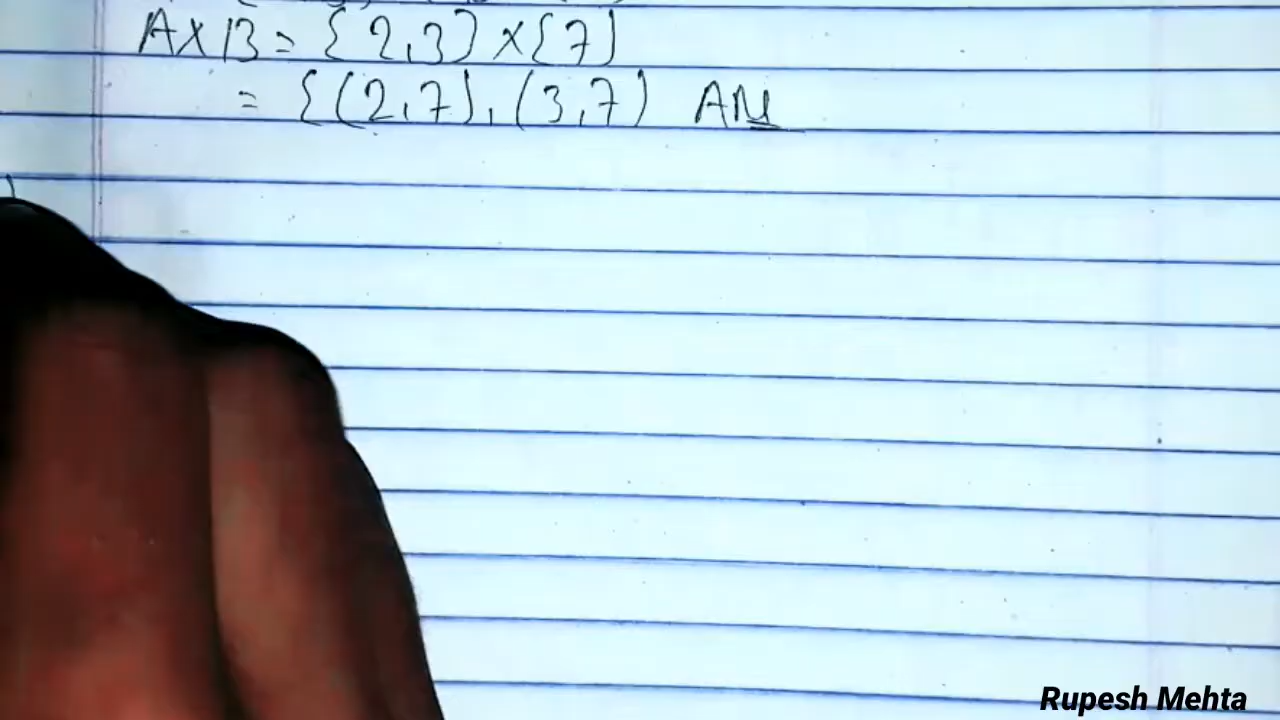 A×B = {2,3}×{7}
= {(2,7),(3,7) Ans
Rupesh Mehta